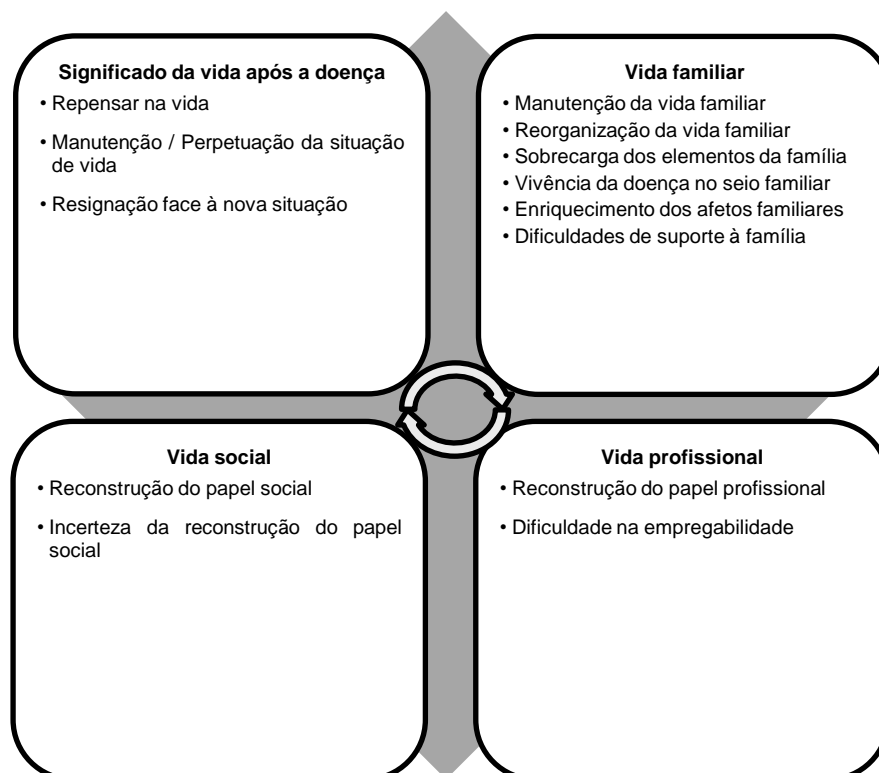 Significado da vida após a doença
• Repensar na vida
• Manutenção / Perpetuação da situação
de vida
• Resignação face à nova situação
Vida familiar
• Manutenção da vida familiar
• Reorganização da vida familiar
• Sobrecarga dos elementos da família
• Vivência da doença no seio familiar
• Enriquecimento dos afetos familiares
• Dificuldades de suporte à família
Vida social
• Reconstrução do papel social
• Incerteza da reconstrução do papel
social
Vida profissional
• Reconstrução do papel profissional
• Dificuldade na empregabilidade